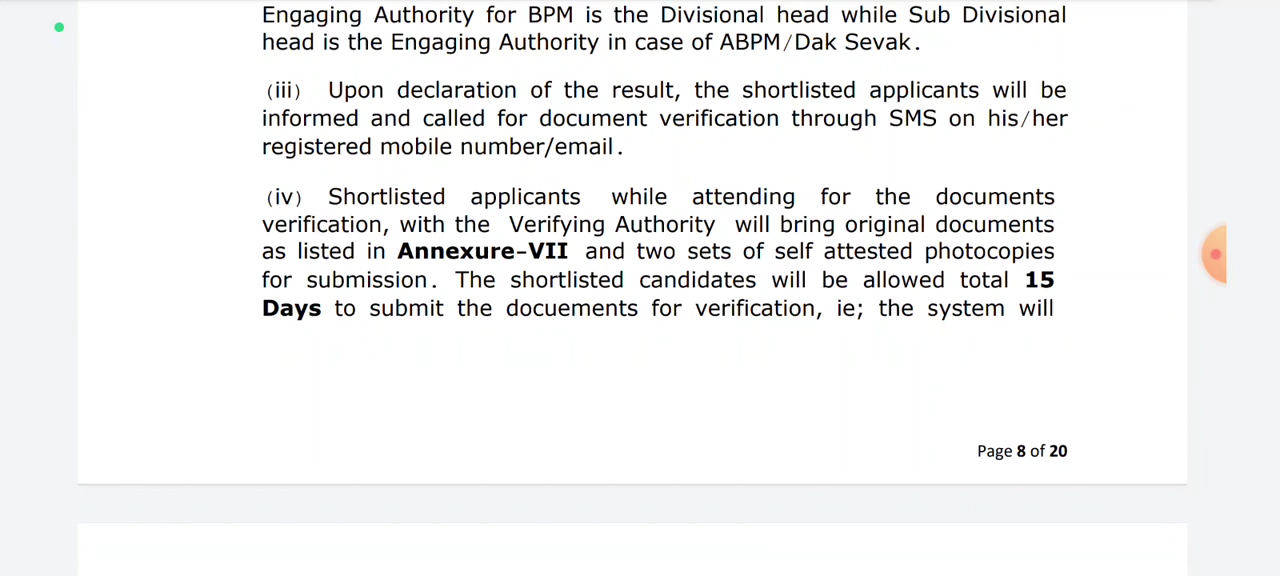 Engaging Authority for BPM is the Divisional head while Sub Divisional
head is the Engaging Authority in case of ABPM/Dak Sevak.
(iii) Upon declaration of the result, the shortlisted applicants will be
informed and called for document verification through SMS on his/her
registered mobile number/email.
(iv) Shortlisted applicants while attending for the documents
verification, with the Verifying Authority will bring original documents
as listed in Annexure-VII and two sets of self attested photocopies
for submission. The shortlisted candidates will be allowed total 15
Days to submit the docuements for verification, ie; the system will
Page 8 of 20